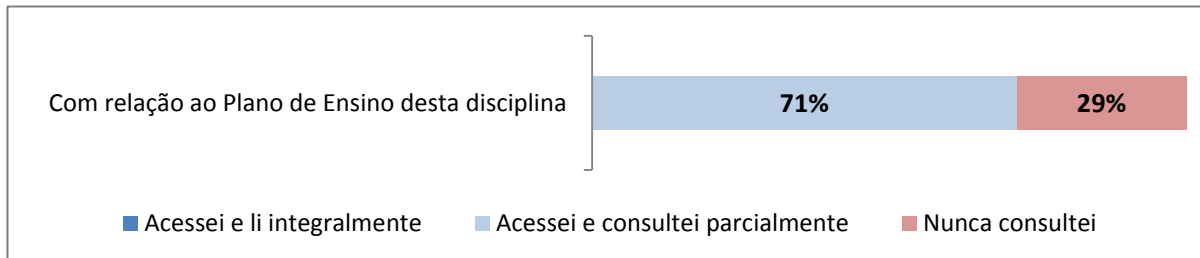 Com relação ao Plano de Ensino desta disciplina
71%
29%
Acessei e li integralmente
Acessei e consultei parcialmente
Nunca consultei